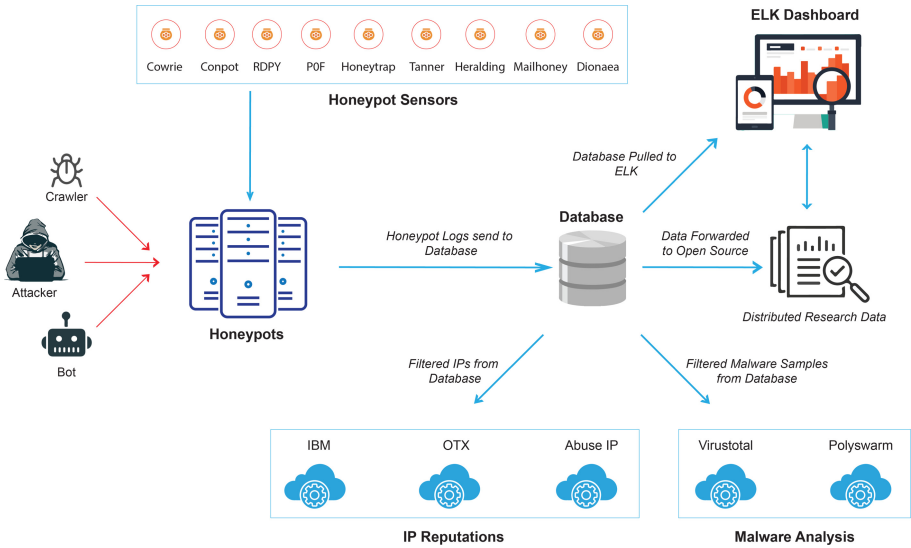 ELK Dashboard
Cowrie Conpot RDPY P0F Honeytrap Tanner Heralding Mailhoney Dionaea
Honeypot Sensors
Database Pulled to
ELK
Crawler
Attacker
Bot
Honeypots
Honeypot Logs send to
Database
Database
Data Forwarded
to Open Source
Distributed Research Data
Filtered IPs from
Database
Filtered Malware Samples
from Database
IBM OTX Abuse IP
IP Reputations
Virustotal Polyswarm
Malware Analysis